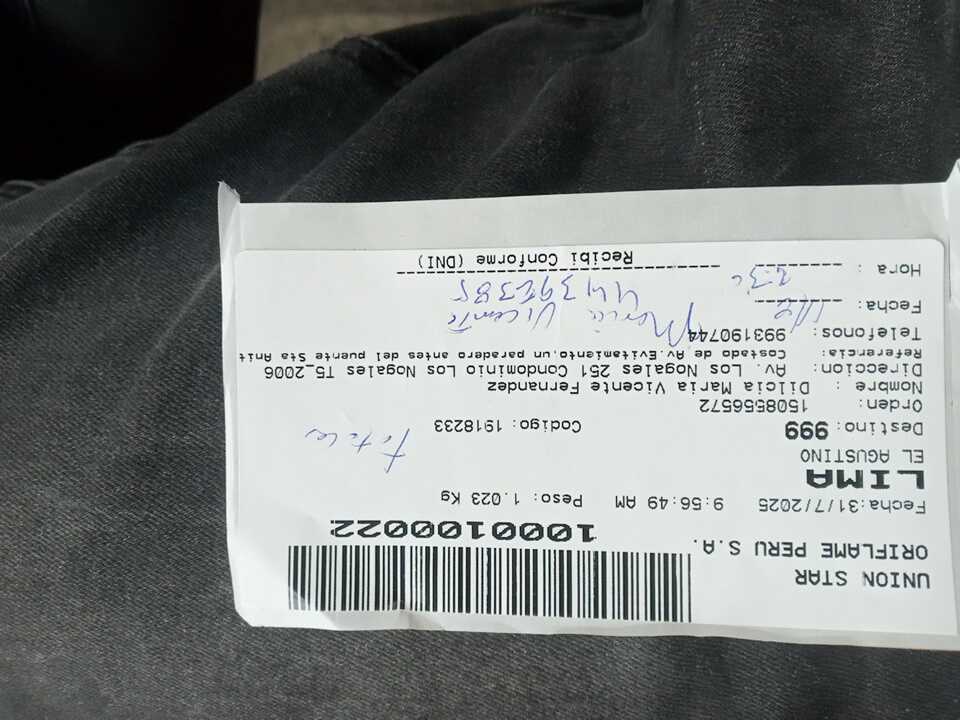 UNION STAR
ORIFLAME PERU S.A.
1000100022
Fecha:31/7/2025 9:56:49 AM Peso: 1.023 Kg
LIMA
EL AGUSTINO
Destino: 999 Codigo: 1918233
Orden: 1508556572
Nombre : Dilcia Maria Vicente Fernandez
Direccion: Av. Los Nogales 251 Condominio Los Nogales T5_2006
Referencia: Costado de Av.Evitamiento,un paradero antes del puente Sta Anit
Telefonos: 993190744
Fecha: Maria Vicente
Hora :
Recibi Conforme (DNI)